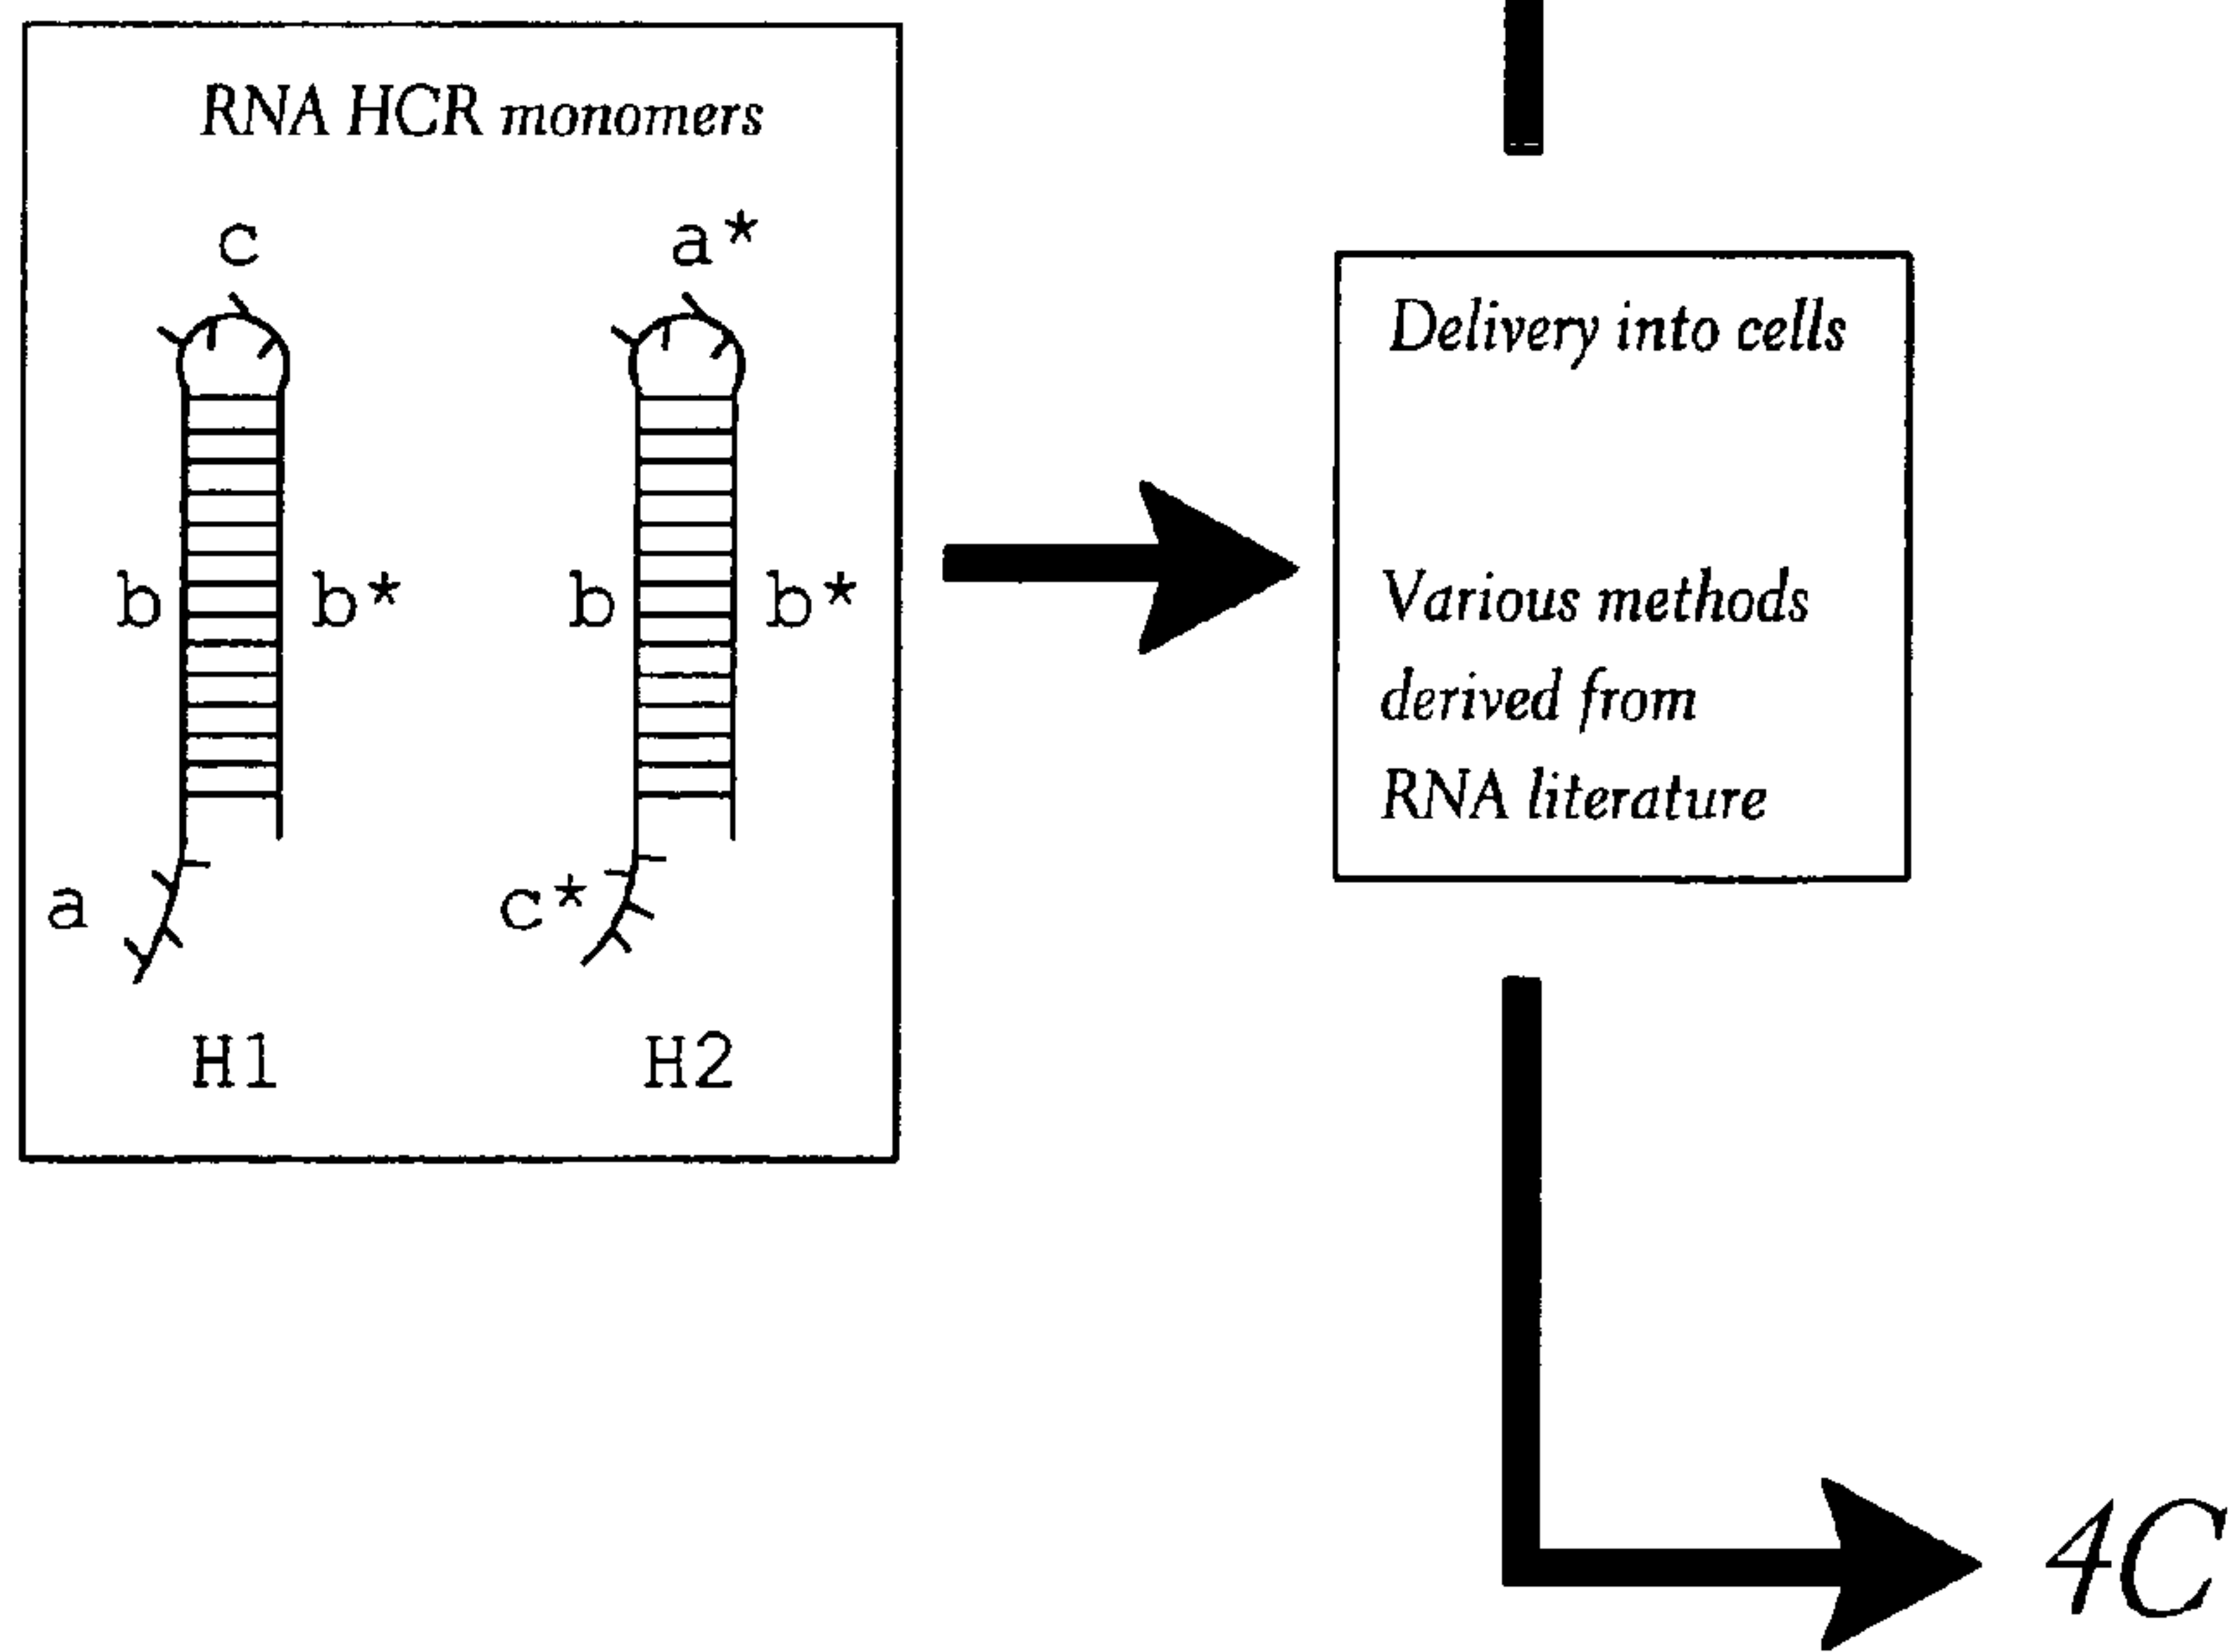 RNA HCR monomers
c a*
b b* b b*
a c*
H1 H2
Delivery into cells
Various methods
derived from
RNA literature
4C